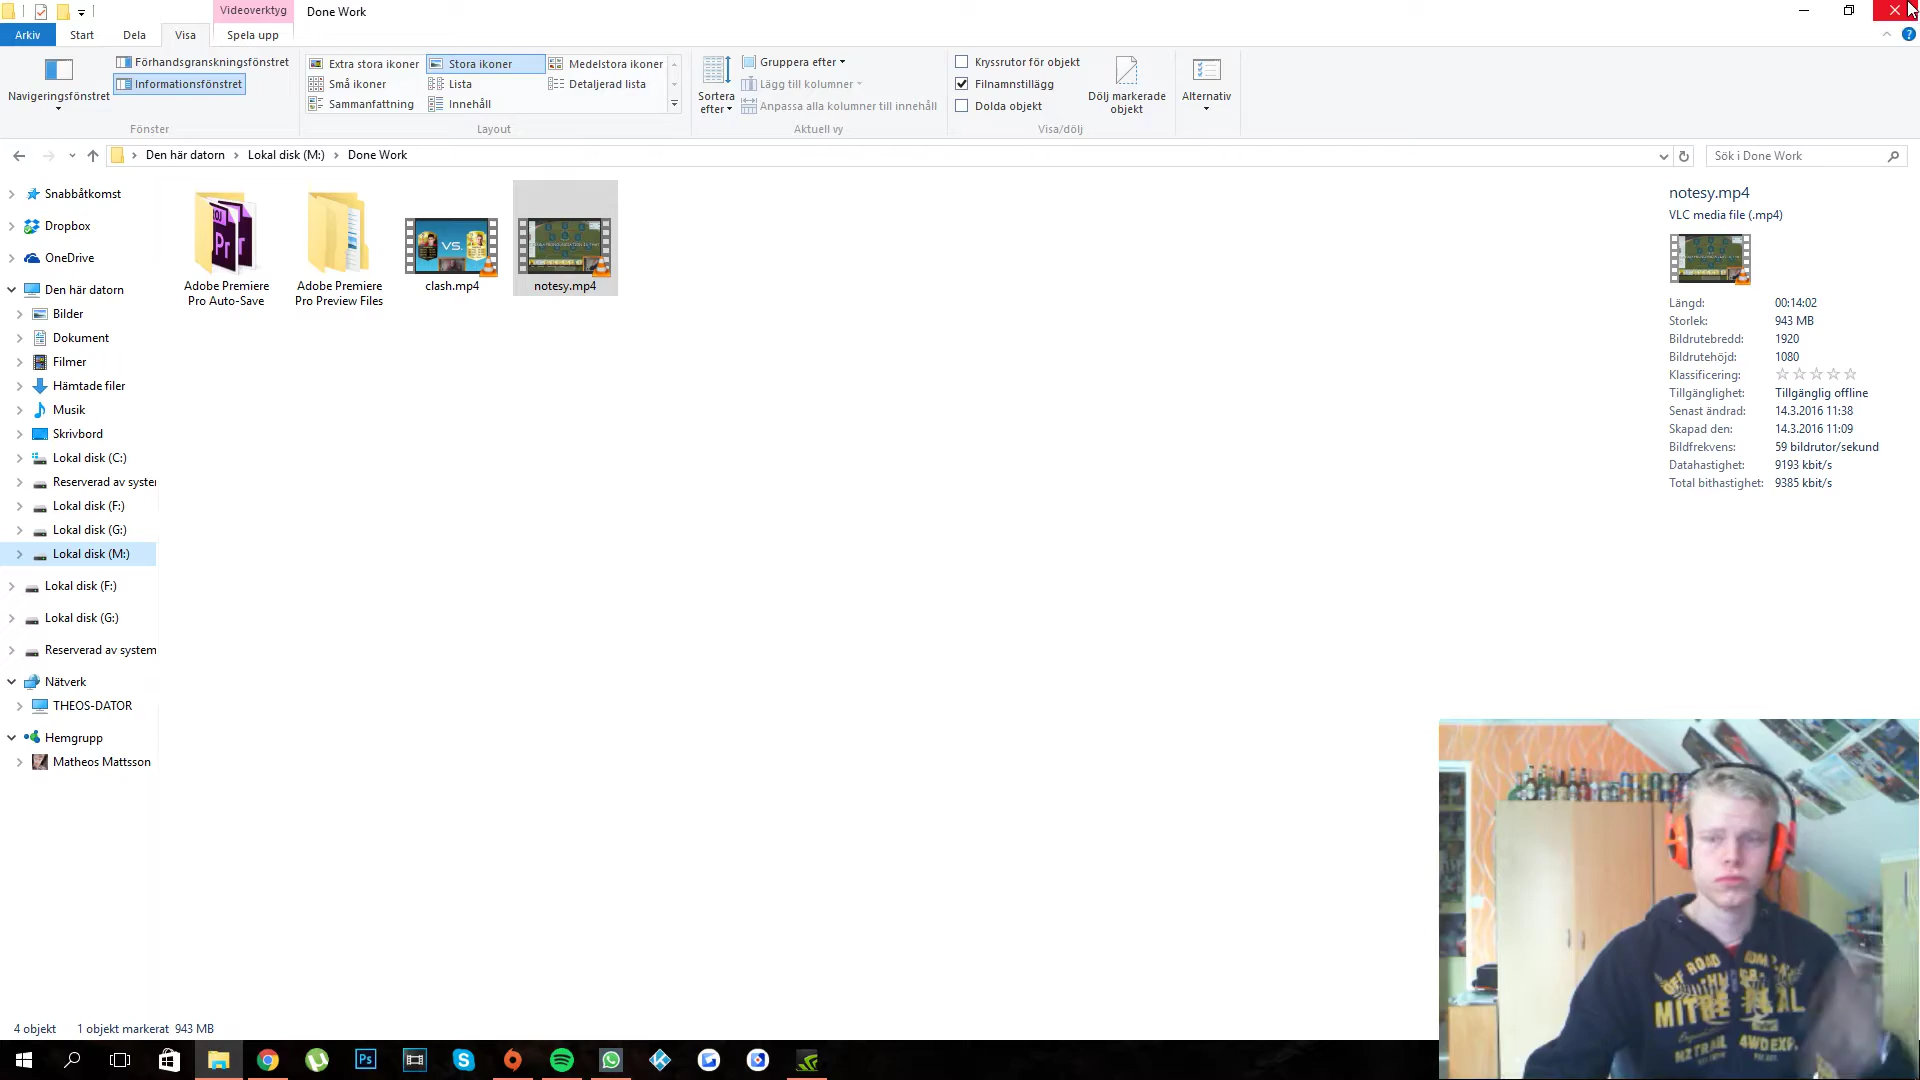 Videoverktyg
Done Work
Arkiv
Start
Dela
Visa
Spela upp
Navigeringsfönstret
Förhandsgranskningsfönstret
Informationsfönstret
Fönster
Extra stora ikoner
Stora ikoner
Medelstora ikoner
Små ikoner
Lista
Detaljerad lista
Sammanfattning
Innehåll
Layout
Sortera
efter
Gruppera efter
Lägg till kolumner
Anpassa alla kolumner till innehåll
Aktuell vy
Kryssrutor för objekt
Filnamnstillägg
Dolda objekt
Dölj markerade
objekt
Visa/dölj
Alternativ
Den här datorn
Lokal disk (M:)
Done Work
Sök i Done Work
Snabbåtkomst
Dropbox
OneDrive
Den här datorn
Bilder
Dokument
Filmer
Hämtade filer
Musik
Skrivbord
Lokal disk (C:)
Reserverad av syster
Lokal disk (F:)
Lokal disk (G:)
Lokal disk (M:)
Lokal disk (F:)
Lokal disk (G:)
Reserverad av system
Nätverk
THEOS-DATOR
Hemgrupp
Matheos Mattsson
Adobe Premiere
Pro Auto-Save
Adobe Premiere
Pro Preview Files
VS.
clash.mp4
notesy.mp4
notesy.mp4
VLC media file (.mp4)
Längd: 00:14:02
Storlek: 943 MB
Bildrutebredd: 1920
Bildrutehöjd: 1080
Klassificering:
Tillgänglighet: Tillgänglig offline
Senast ändrad: 14.3.2016 11:38
Skapad den: 14.3.2016 11:09
Bildfrekvens: 59 bildrutor/sekund
Datahastighet: 9193 kbit/s
Total bithastighet: 9385 kbit/s
OFF ROAD
4WD EXP.
4 objekt 1 objekt markerat 943 MB
Ps